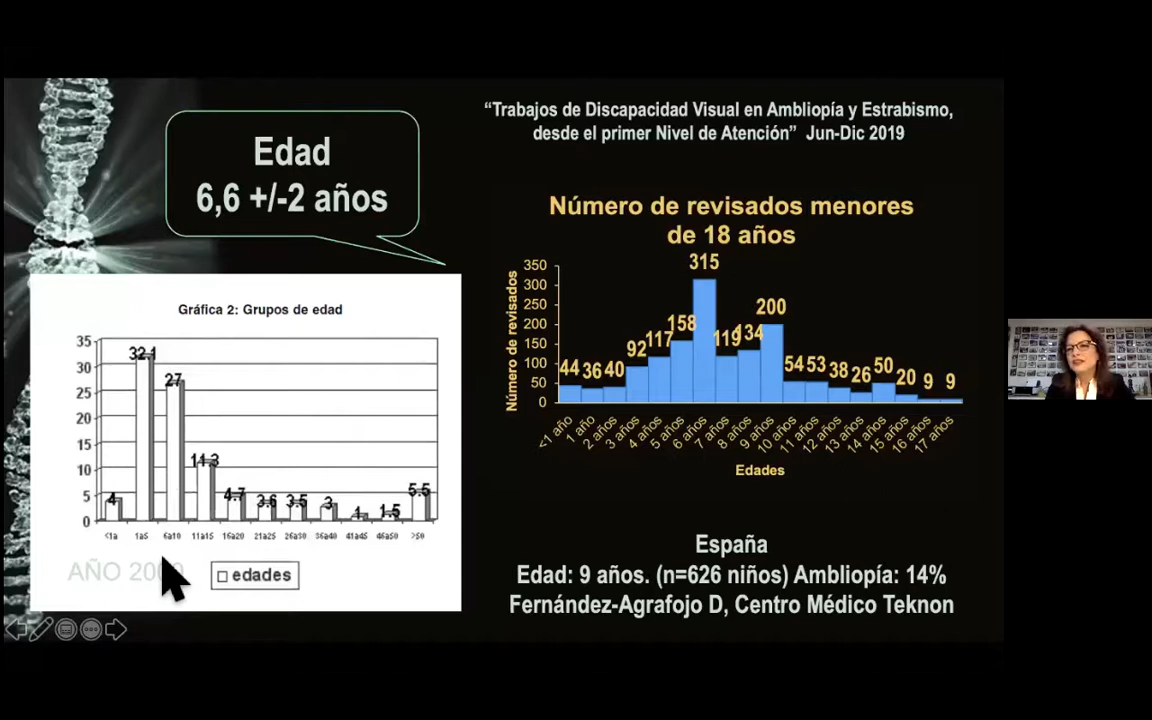 Edad
6,6 +/-2 años
“Trabajos de Discapacidad Visual en Ambliopía y Estrabismo,
desde el primer Nivel de Atención” Jun-Dic 2019
Gráfica 2: Grupos de edad
35
30
25
20
15
10
5
0
4
32.1
27
11.3
4.7
3.6
3.5
3
1
1.5
5.5
<1a
1a5
6a10
11a15
16a20
21a25
26a30
36a40
41a45
46a50
>50
AÑO
edades
Número de revisados menores
de 18 años
Número de revisados
350
300
250
200
150
100
50
0
44
36
40
92
117
158
315
119
134
200
54
53
38
26
50
20
9
9
<1 año
1 año
2 años
3 años
4 años
5 años
6 años
7 años
8 años
9 años
10 años
11 años
12 años
13 años
14 años
15 años
16 años
17 años
Edades
España
Edad: 9 años. (n=626 niños) Ambliopía: 14%
Fernández-Agrafojo D, Centro Médico Teknon